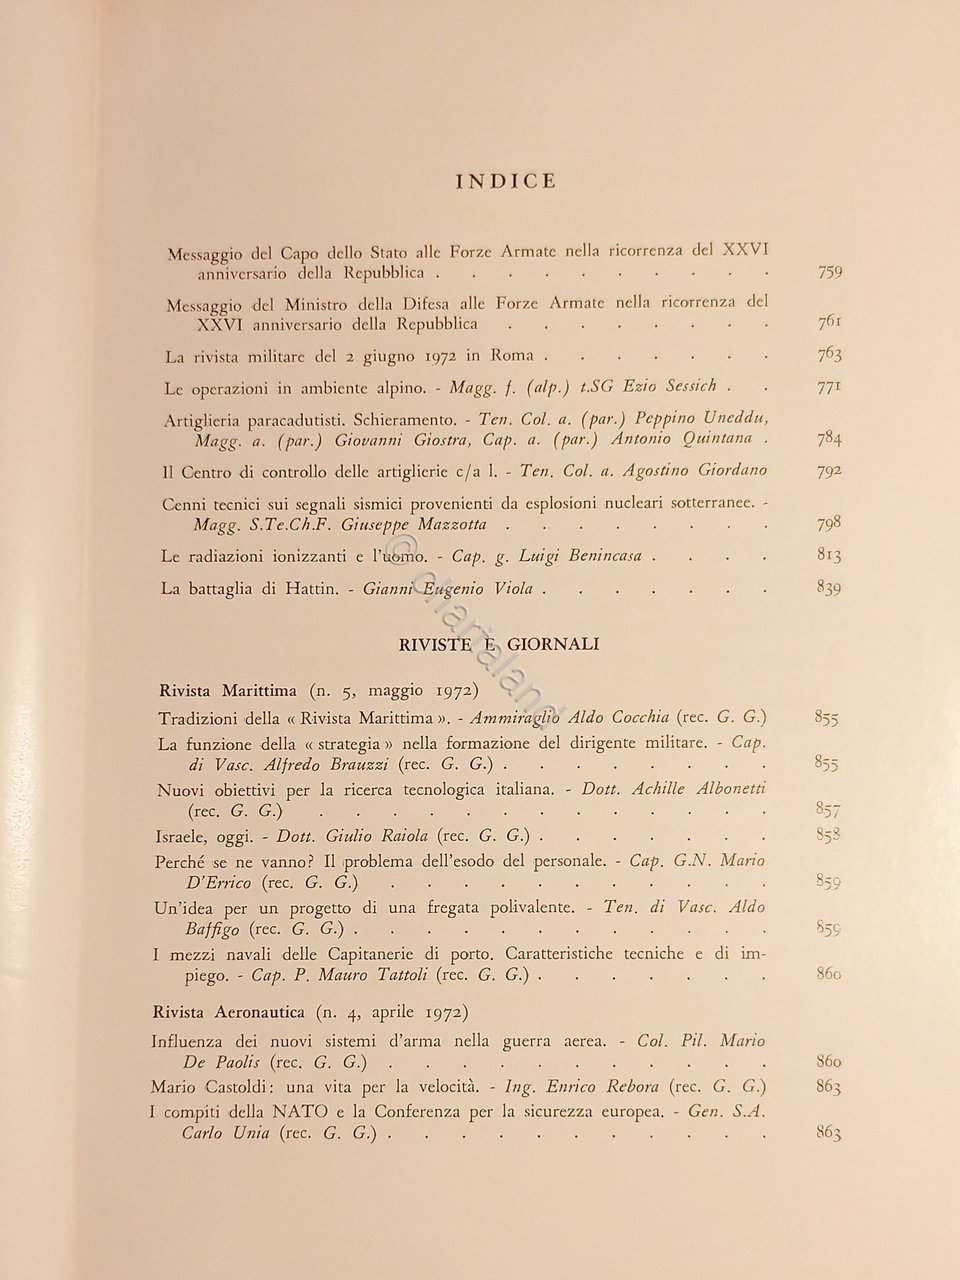 INDICE
Messaggio del Capo dello Stato alle Forze Armate nella ricorrenza del XXVI
anniversario della Repubblica . . . . . . . . . . 759
Messaggio del Ministro della Difesa alle Forze Armate nella ricorrenza del
XXVI anniversario della Repubblica . . . . . . . . 761
La rivista militare del 2 giugno 1972 in Roma . . . . . . . 763
Le operazioni in ambiente alpino. - Magg. f. (alp.) t.SG Ezio Sessich . . 771
Artiglieria paracadutisti. Schieramento. - Ten. Col. a. (par.) Peppino Uneddu,
Magg. a. (par.) Giovanni Giostra, Cap. a. (par.) Antonio Quintana . 784
Il Centro di controllo delle artiglierie c/a l. - Ten. Col. a. Agostino Giordano 792
Cenni tecnici sui segnali sismici provenienti da esplosioni nucleari sotterranee. -
Magg. S.Te.Ch.F. Giuseppe Mazzotta . . . . . . . . 798
Le radiazioni ionizzanti e l'uomo. - Cap. g. Luigi Benincasa . . . . 813
La battaglia di Hattin. - Gianni Eugenio Viola . . . . . . . 839
RIVISTE E GIORNALI
Rivista Marittima (n. 5, maggio 1972)
Tradizioni della « Rivista Marittima ». - Ammiraglio Aldo Cocchia (rec. G. G.) 855
La funzione della « strategia » nella formazione del dirigente militare. - Cap.
di Vasc. Alfredo Brauzzi (rec. G. G.) . . . . . . . . 855
Nuovi obiettivi per la ricerca tecnologica italiana. - Dott. Achille Albonetti
(rec. G. G.) . . . . . . . . . . . . . 857
Israele, oggi. - Dott. Giulio Raiola (rec. G. G.) . . . . . . . 858
Perché se ne vanno? Il problema dell'esodo del personale. - Cap. G.N. Mario
D'Errico (rec. G. G.) . . . . . . . . . . . 859
Un'idea per un progetto di una fregata polivalente. - Ten. di Vasc. Aldo
Baffigo (rec. G. G.) . . . . . . . . . . . . 859
I mezzi navali delle Capitanerie di porto. Caratteristiche tecniche e di im-
piego. - Cap. P. Mauro Tattoli (rec. G. G.) . . . . . . . 860
Rivista Aeronautica (n. 4, aprile 1972)
Influenza dei nuovi sistemi d'arma nella guerra aerea. - Col. Pil. Mario
De Paolis (rec. G. G.) . . . . . . . . . . 860
Mario Castoldi: una vita per la velocità. - Ing. Enrico Rebora (rec. G. G.) 863
I compiti della NATO e la Conferenza per la sicurezza europea. - Gen. S.A.
Carlo Unia (rec. G. G.) . . . . . . . . . . . 863
© chartaland